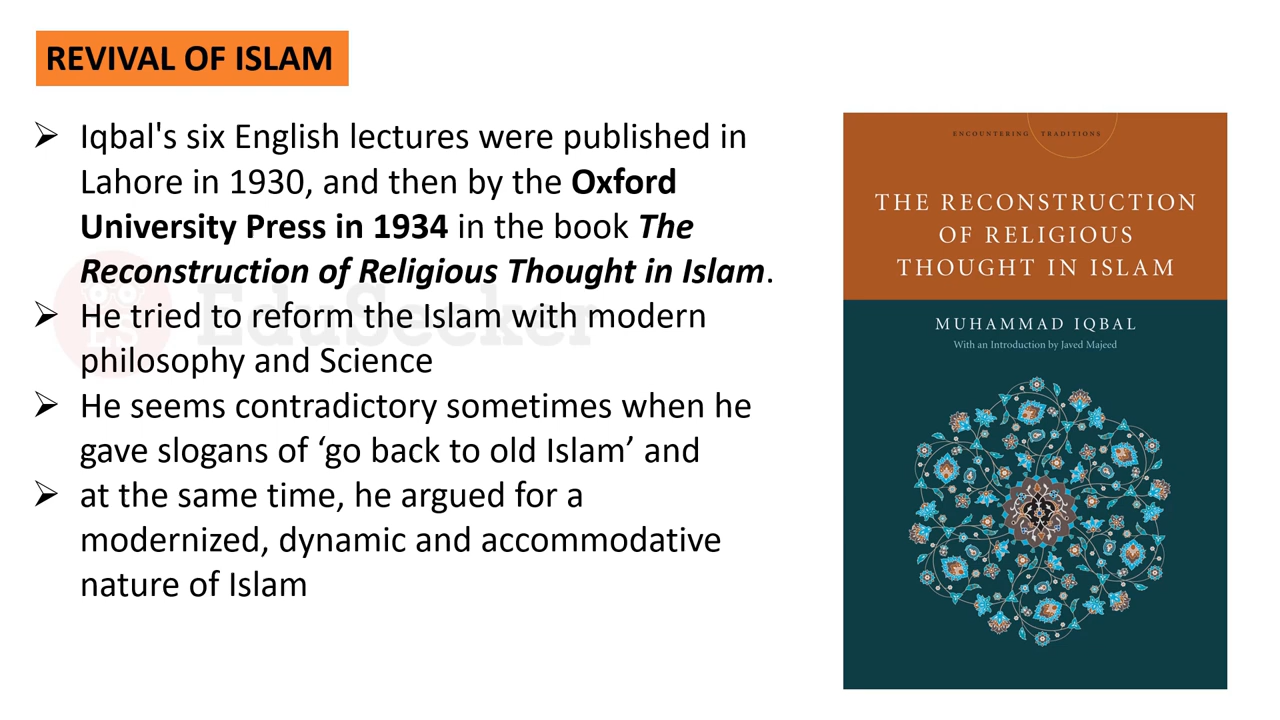 REVIVAL OF ISLAM
➢ Iqbal's six English lectures were published in
Lahore in 1930, and then by the Oxford
University Press in 1934 in the book The
Reconstruction of Religious Thought in Islam.
➢ He tried to reform the Islam with modern
philosophy and Science
➢ He seems contradictory sometimes when he
gave slogans of ‘go back to old Islam’ and
➢ at the same time, he argued for a
modernized, dynamic and accommodative
nature of Islam
EduSeeker
ES
ENCOUNTERING TRADITIONS
THE RECONSTRUCTION
OF RELIGIOUS
THOUGHT IN ISLAM
MUHAMMAD IQBAL
With an Introduction by Javed Majeed